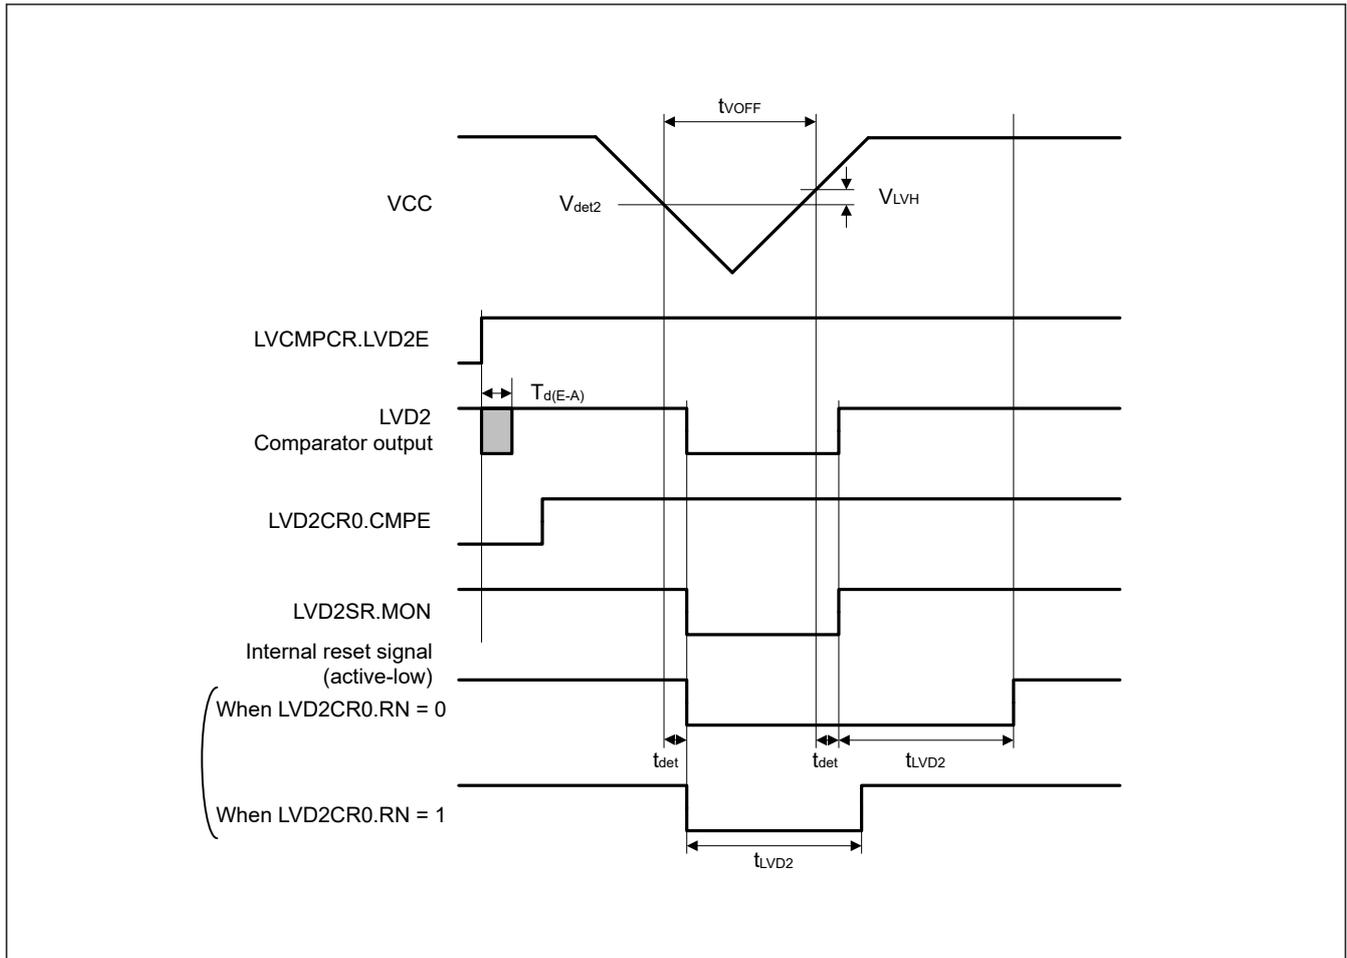 tVOFF
VCC
Vdet2
VLVH
LVCMPCR.LVD2E
Td(E-A)
LVD2
Comparator output
LVD2CR0.CMPE
LVD2SR.MON
Internal reset signal
(active-low)
When LVD2CR0.RN = 0
tdet
tdet
tLVD2
When LVD2CR0.RN = 1
tLVD2